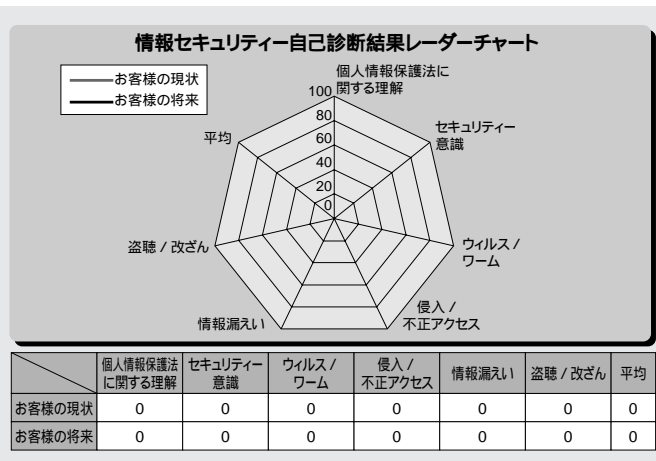 情報セキュリティー自己診断結果レーダーチャート
お客様の現状
お客様の将来
個人情報保護法に
関する理解
100
80
60
40
20
0
セキュリティー
意識
ウィルス /
ワーム
侵入 /
不正アクセス
情報漏えい
盗聴 / 改ざん
平均
個人情報保護法
に関する理解
セキュリティー
意識
ウィルス /
ワーム
侵入 /
不正アクセス
情報漏えい
盗聴 / 改ざん
平均
お客様の現状 0 0 0 0 0 0 0
お客様の将来 0 0 0 0 0 0 0